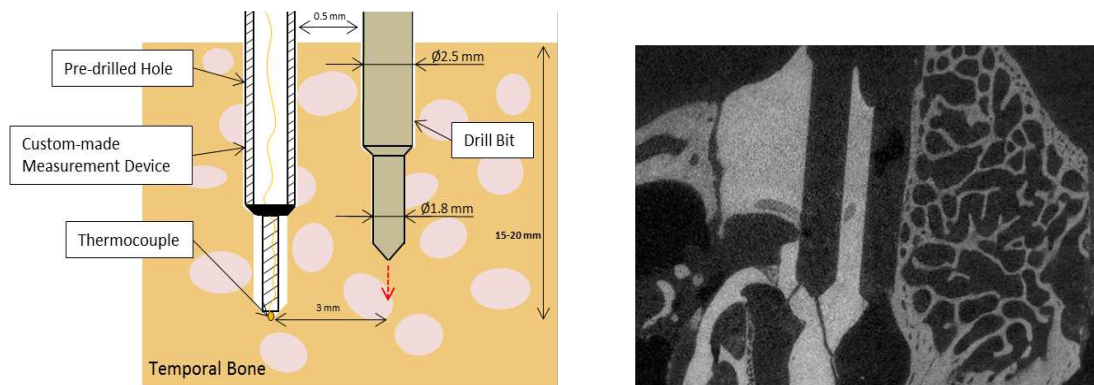 0.5 mm
Pre-drilled Hole
Ø2.5 mm
Custom-made
Measurement Device
Drill Bit
Ø1.8 mm
Thermocouple
15-20 mm
3 mm
Temporal Bone